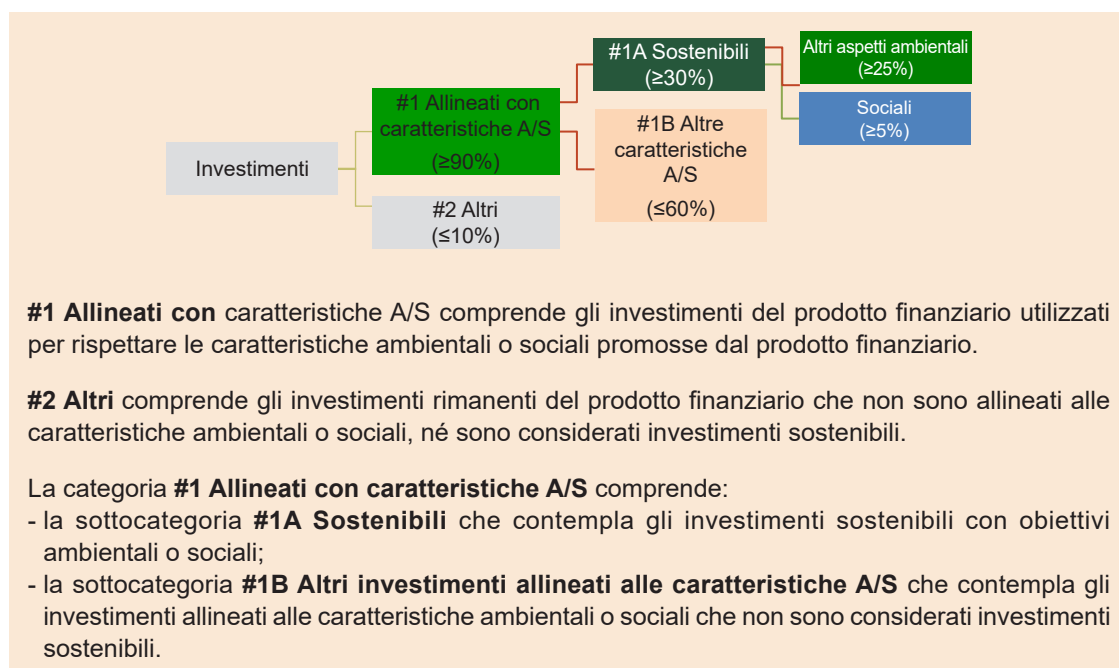 Investimenti
#1 Allineati con
caratteristiche A/S
(≥90%)
#2 Altri
(≤10%)
#1A Sostenibili
(≥30%)
#1B Altre
caratteristiche
A/S
(≤60%)
Altri aspetti ambientali
(≥25%)
Sociali
(≥5%)
#1 Allineati con caratteristiche A/S comprende gli investimenti del prodotto finanziario utilizzati
per rispettare le caratteristiche ambientali o sociali promosse dal prodotto finanziario.
#2 Altri comprende gli investimenti rimanenti del prodotto finanziario che non sono allineati alle
caratteristiche ambientali o sociali, né sono considerati investimenti sostenibili.
La categoria #1 Allineati con caratteristiche A/S comprende:
- la sottocategoria #1A Sostenibili che contempla gli investimenti sostenibili con obiettivi
ambientali o sociali;
- la sottocategoria #1B Altri investimenti allineati alle caratteristiche A/S che contempla gli
investimenti allineati alle caratteristiche ambientali o sociali che non sono considerati investimenti
sostenibili.